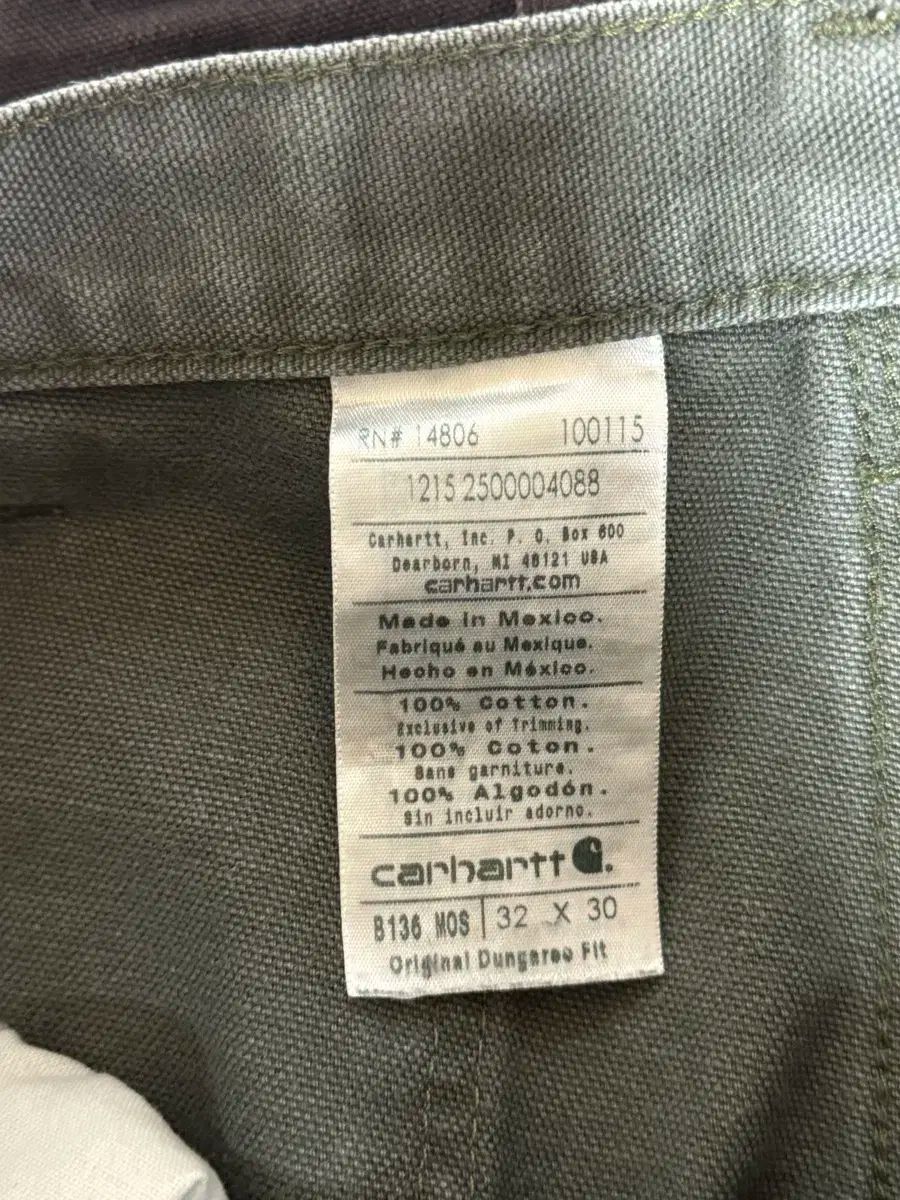 RN# 14806 100115
1215 2500004088
Carhartt, Inc. P. O. Box 600
Dearborn, MI 48121 USA
carhartt.com
Made in Mexico.
Fabriqué au Mexique.
Hecho en México.
100% Cotton.
Exclusive of Trimming.
100% Coton.
Sans garniture.
100% Algodón.
Sin incluir adorno.
carhartt
B136 MOS 32 X 30
Original Dungaree Fit